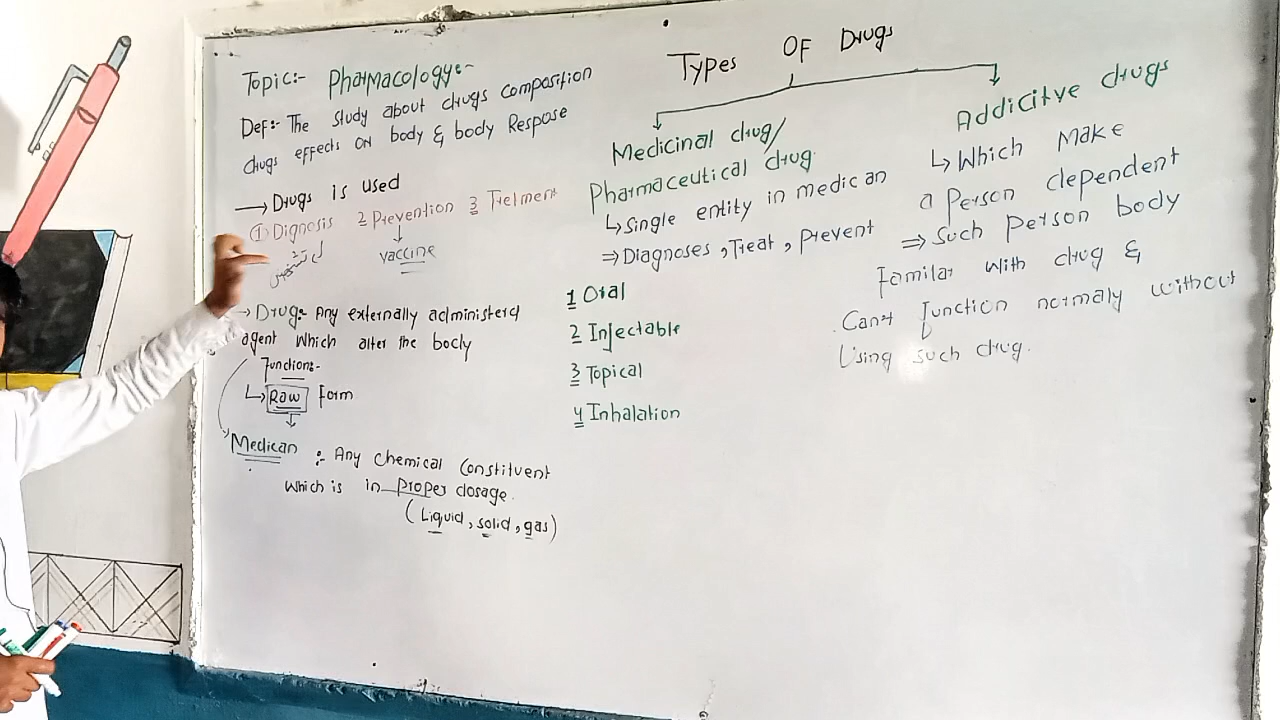 Topic:- Pharmacology:-
Def:- The study about drugs composition
drugs effects on body & body Respose
→ Drugs is used
① Dignosis 2 Prevention 3 Tretment
تشخیص
vaccine
→ Drug:- Any externally administerd
agent which alter the body
Function:-
↳ Raw form
Medican :- Any chemical constituent
which is in proper dosage.
(Liquid, solid, gas)
Types OF Drugs
Medicinal drug/
Pharmaceutical drug.
↳ Single entity in medican
⇒ Diagnoses, Treat, prevent
1 Oral
2 Injectable
3 Topical
4 Inhalation
Addicitve drugs
↳ Which Make
a Person dependent
⇒ Such person body
Familar with drug &
Can't function normaly without
Using such drug.